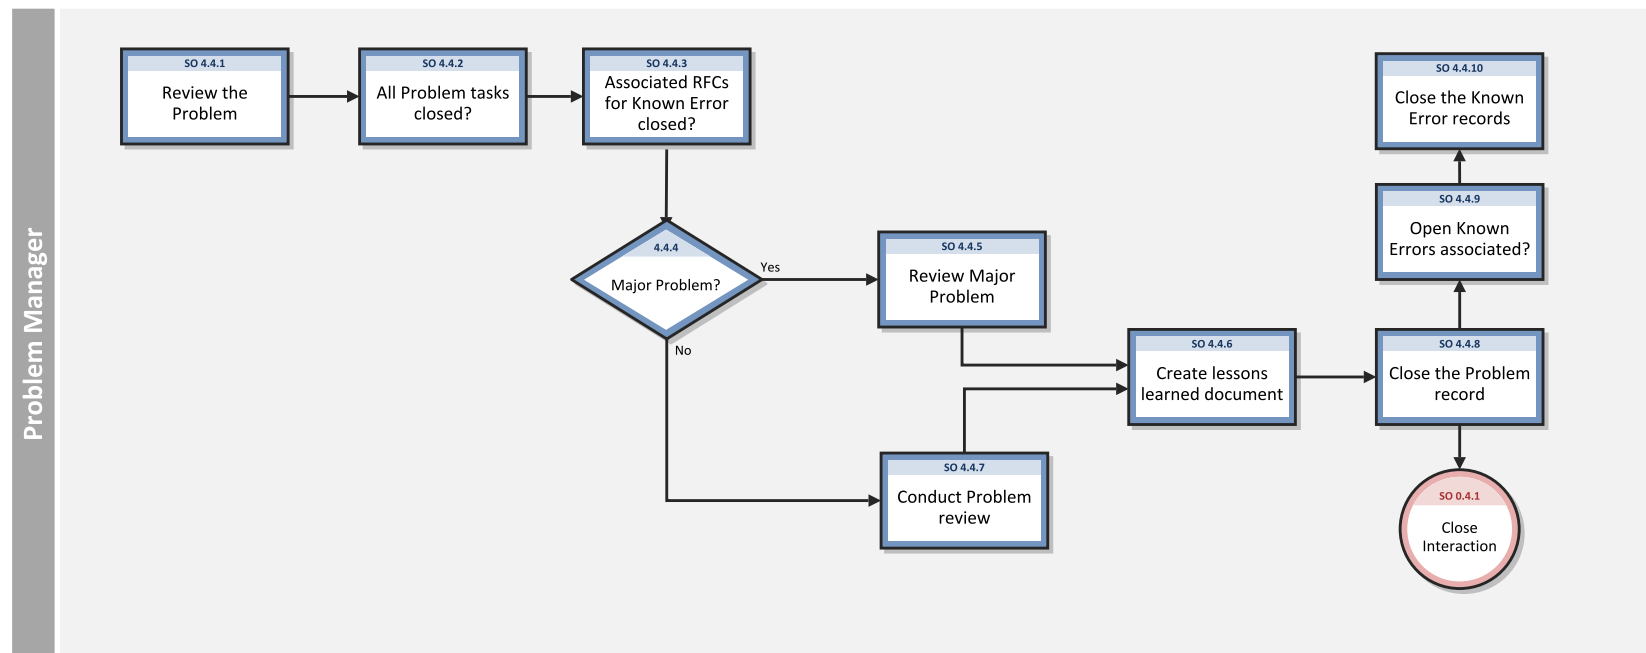 Problem Manager
SO 4.4.1
Review the
Problem
SO 4.4.2
All Problem tasks
closed?
SO 4.4.3
Associated RFCs
for Known Error
closed?
4.4.4
Major Problem?
Yes
No
SO 4.4.5
Review Major
Problem
SO 4.4.7
Conduct Problem
review
SO 4.4.6
Create lessons
learned document
SO 4.4.8
Close the Problem
record
SO 4.4.9
Open Known
Errors associated?
SO 4.4.10
Close the Known
Error records
SO 0.4.1
Close
Interaction